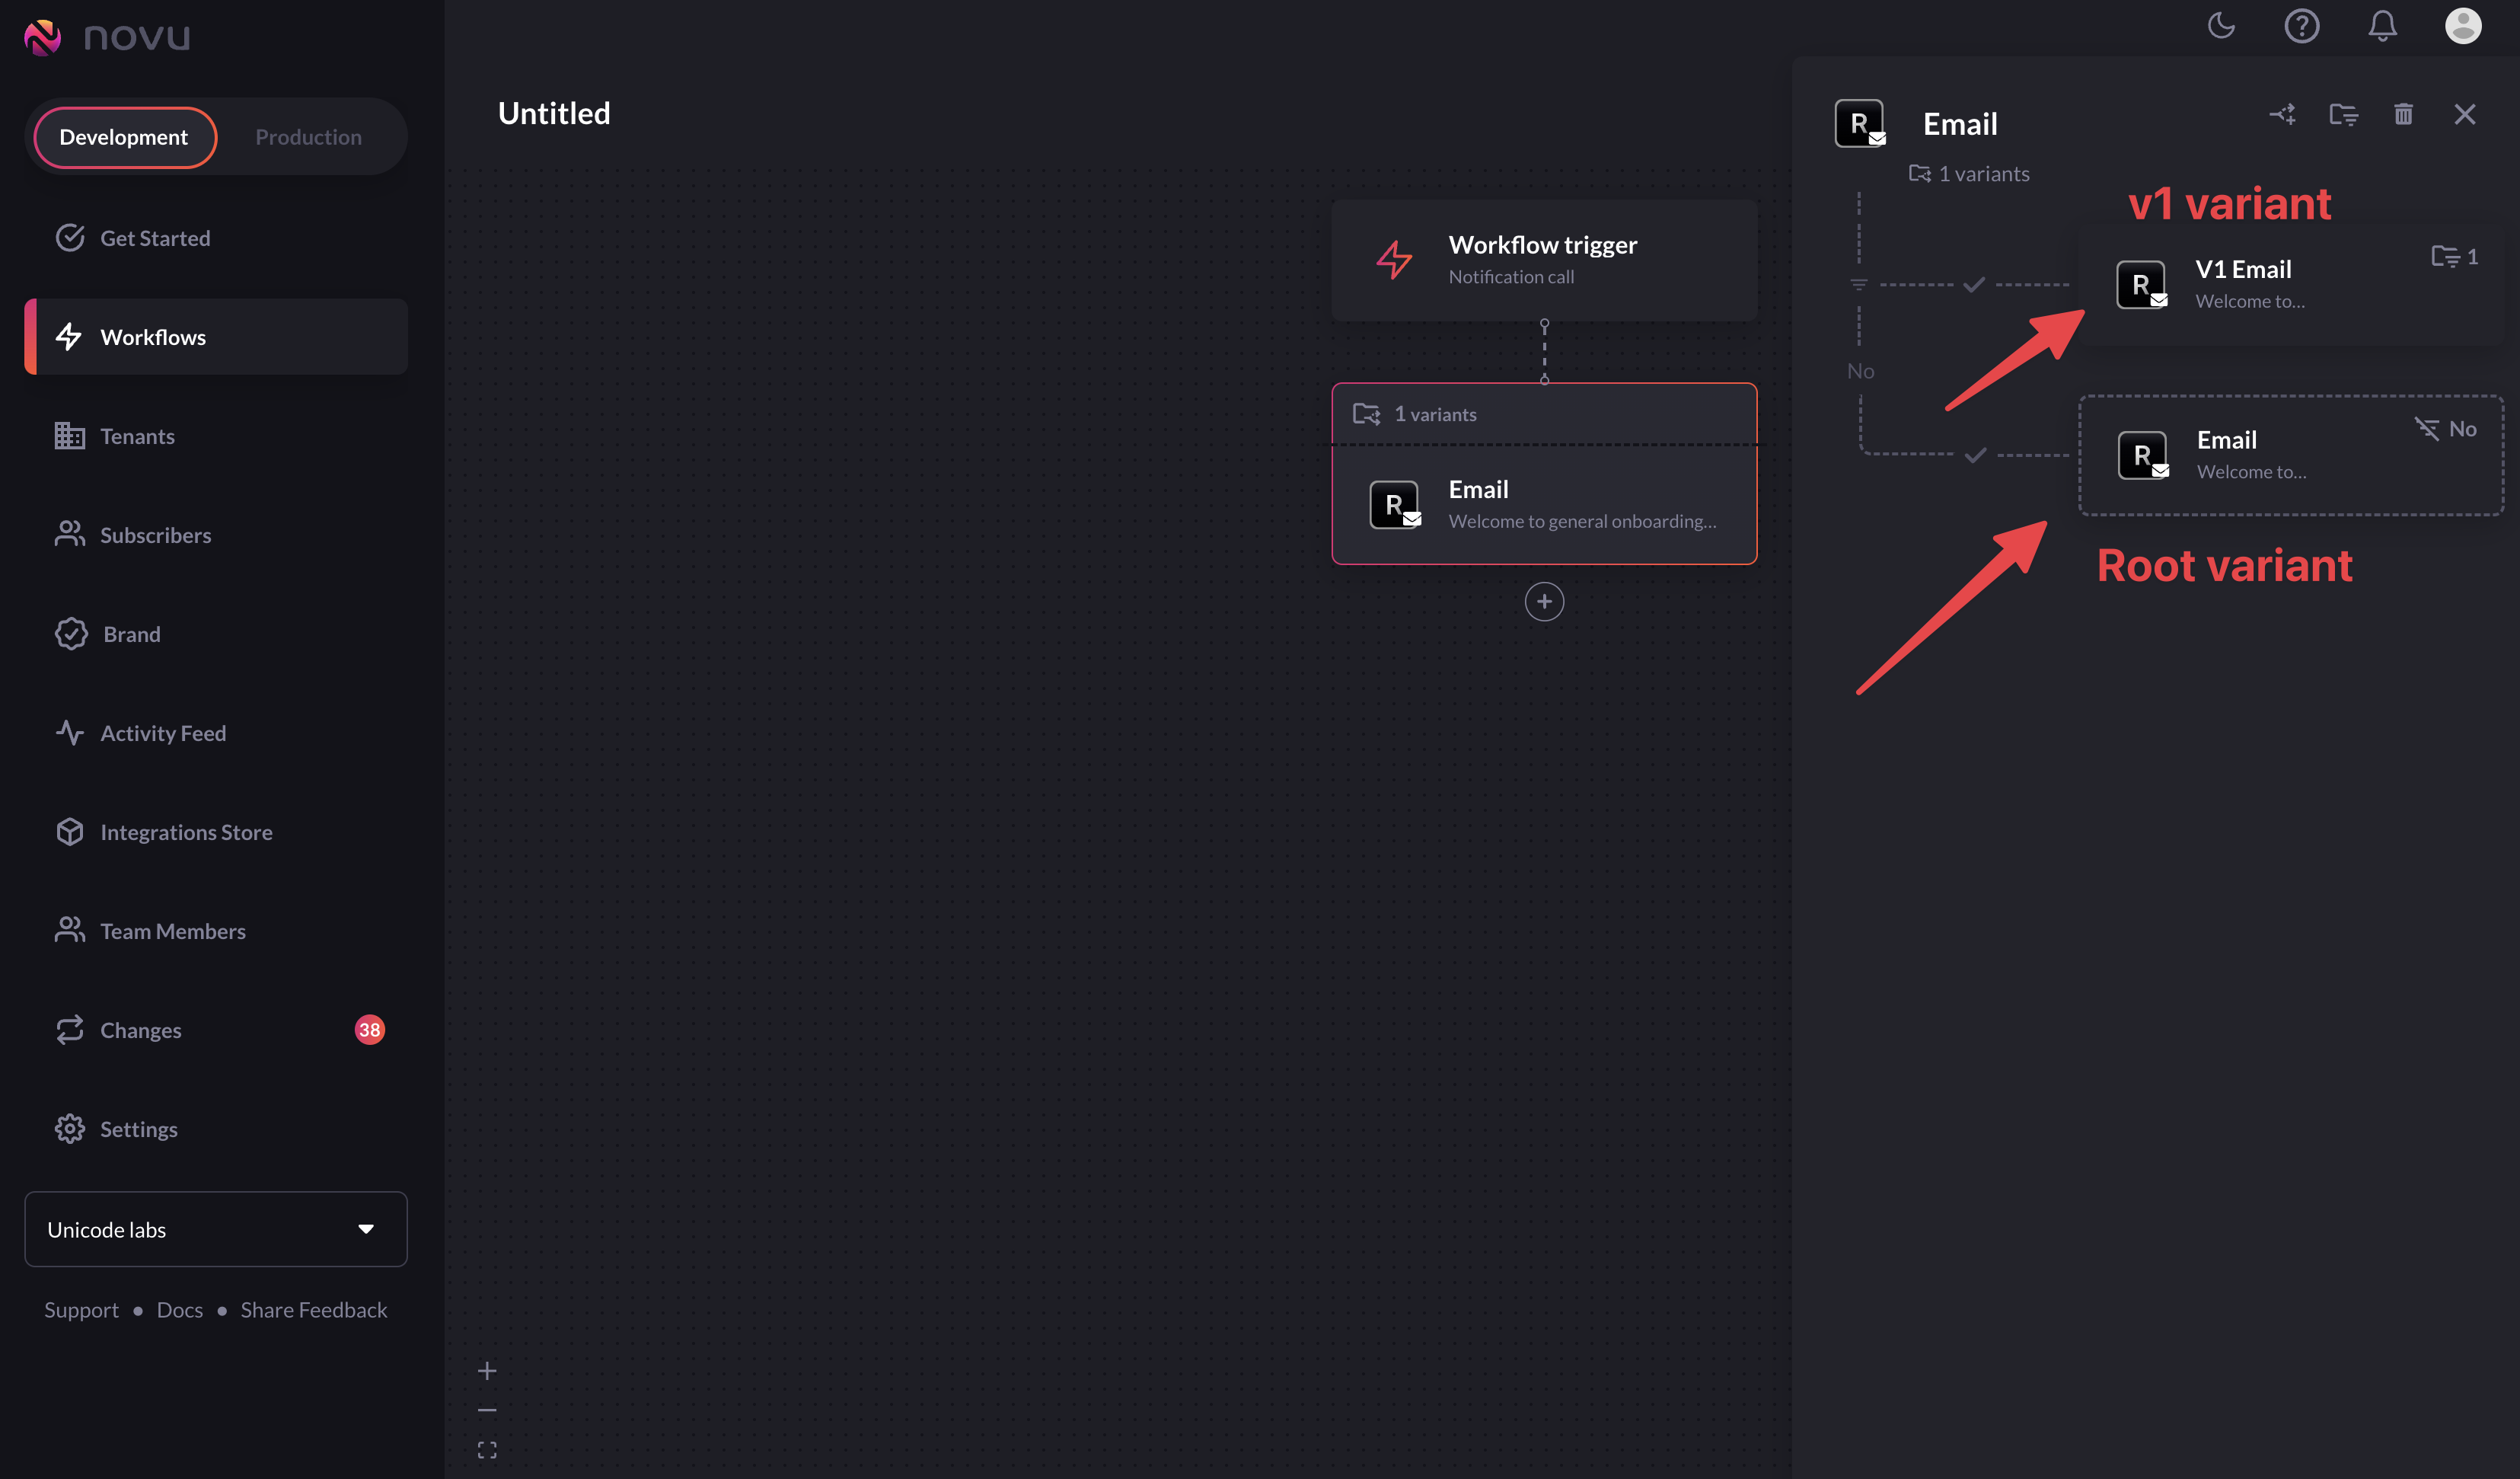 novu
Development
Production
Get Started
Workflows
Tenants
Subscribers
Brand
Activity Feed
Integrations Store
Team Members
Changes
38
Settings
Unicode labs
Support • Docs • Share Feedback
Untitled
Workflow trigger
Notification call
1 variants
R
Email
Welcome to general onboarding...
R
Email
1 variants
v1 variant
R
V1 Email
Welcome to...
1
No
R
Email
Welcome to...
No
Root variant